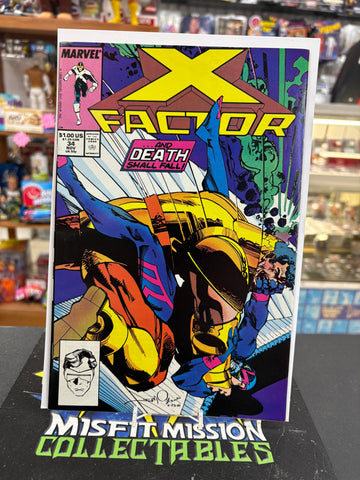 MARVEL
X
FACTOR
$1.00 US
34
NOV
AND
DEATH
SHALL FALL!
MISFIT MISSION
COLLECTABLES